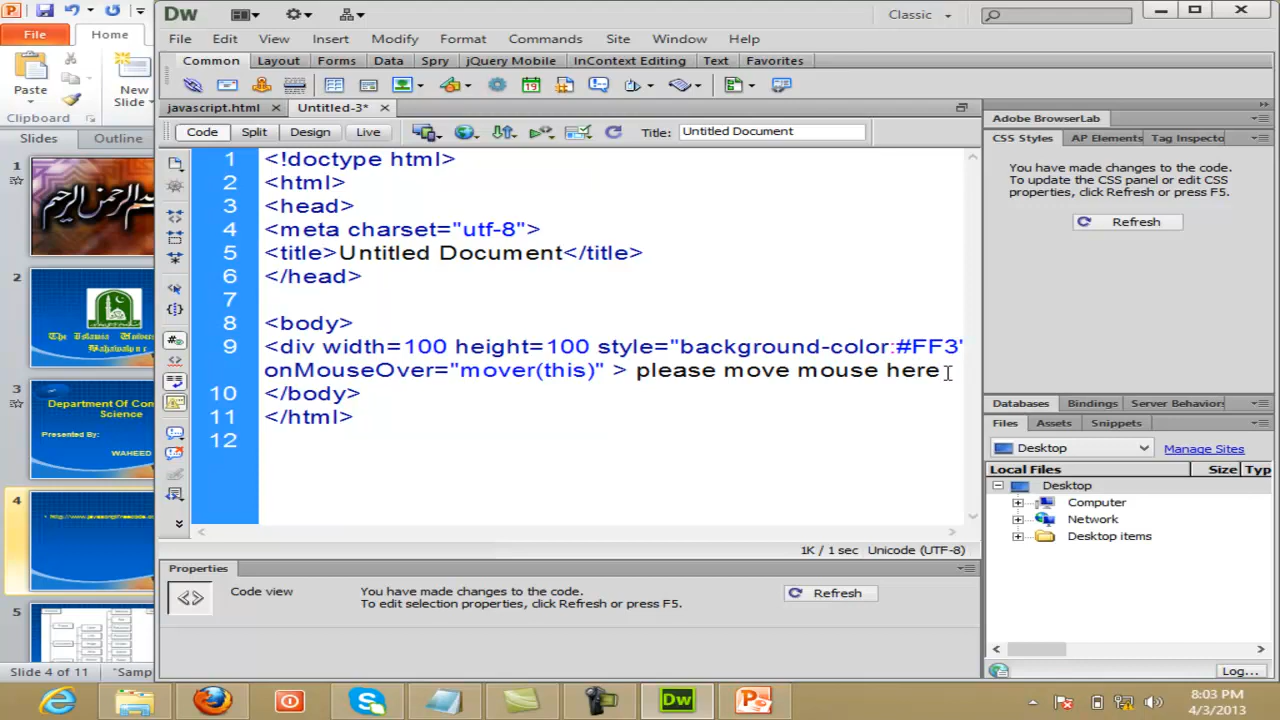 Dw
Classic
File Home
File Edit View Insert Modify Format Commands Site Window Help
Paste
New
Slide
Clipboard
Common Layout Forms Data Spry jQuery Mobile InContext Editing Text Favorites
javascript.html Untitled-3*
Code Split Design Live Title: Untitled Document
Slides Outline
1
2
3
Department Of Con
Science
Presented By:
WAHEED
4
5
Slide 4 of 11 "Samp
1 <!doctype html>
2 <html>
3 <head>
4 <meta charset="utf-8">
5 <title>Untitled Document</title>
6 </head>
7
8 <body>
9 <div width=100 height=100 style="background-color:#FF3"
onMouseOver="mover(this)" > please move mouse here
10 </body>
11 </html>
12
1K / 1 sec Unicode (UTF-8)
Properties
Code view
You have made changes to the code.
To edit selection properties, click Refresh or press F5.
Refresh
Adobe BrowserLab
CSS Styles AP Elements Tag Inspecto
You have made changes to the code.
To update the CSS panel or edit CSS
properties, click Refresh or press F5.
Refresh
Databases Bindings Server Behaviors
Files Assets Snippets
Desktop Manage Sites
Local Files Size Typ
Desktop
Computer
Network
Desktop items
Log...
8:03 PM
4/3/2013